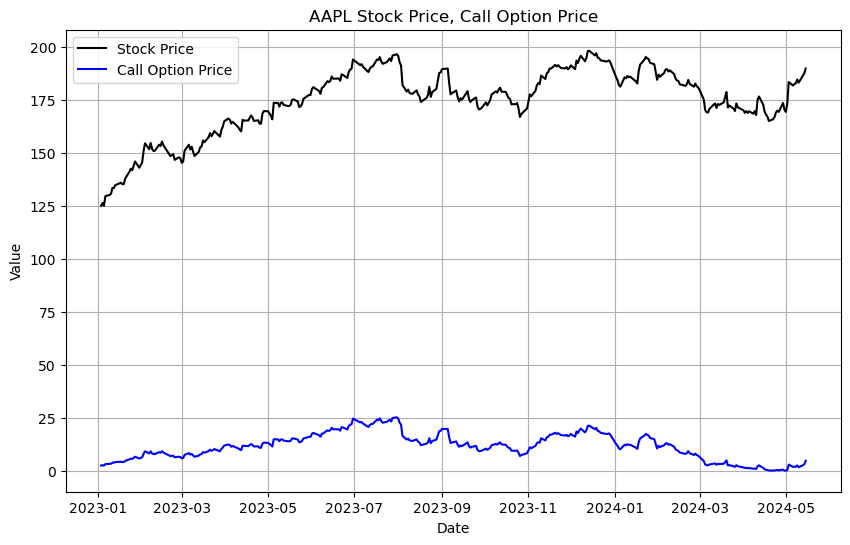 AAPL Stock Price, Call Option Price
Stock Price
Call Option Price
200
175
150
125
100
75
50
25
0
Value
2023-01 2023-03 2023-05 2023-07 2023-09 2023-11 2024-01 2024-03 2024-05
Date